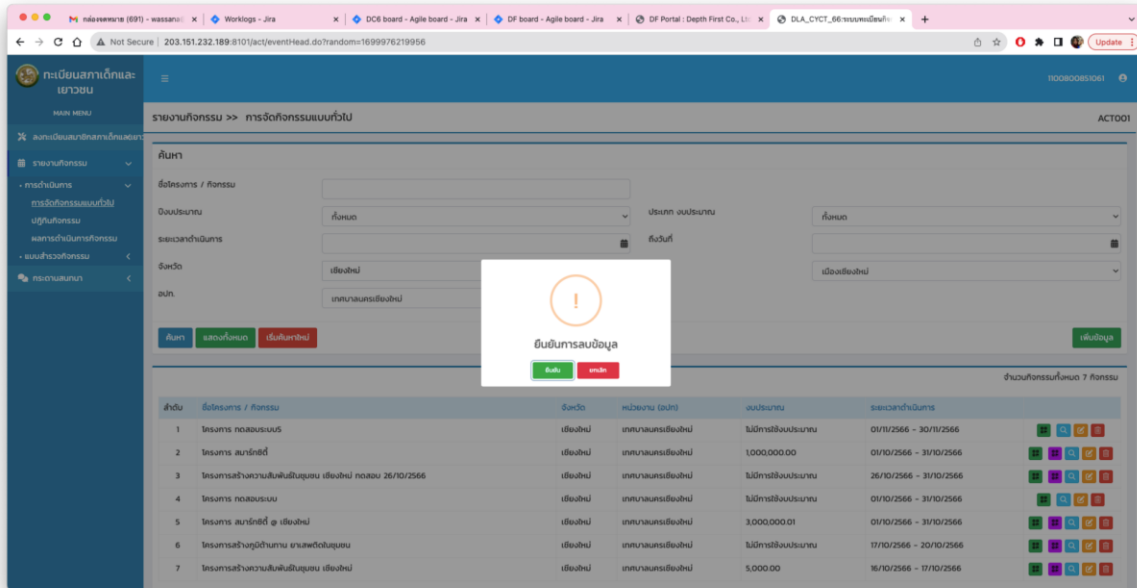 กล่องจดหมาย (691) - wassana
Worklogs - Jira
DC6 board - Agile board - Jira
DF board - Agile board - Jira
DF Portal : Depth First Co., Lt
DLA_CYCT_66:ระบบทะเบียน
Not Secure
203.151.232.189:8101/act/eventHead.do?random=1699976219956
Update
ทะเบียนสภาเด็กและ
เยาวชน
1100800851061
MAIN MENU
รายงานกิจกรรม >> การจัดกิจกรรมแบบทั่วไป
ACT001
ลงทะเบียนสมาชิกสภาเด็กและเยาว
รายงานกิจกรรม
การดำเนินการ
การจัดกิจกรรมแบบทั่วไป
ปฏิทินกิจกรรม
ผลการดำเนินการกิจกรรม
แบบสำรวจกิจกรรม
กระดานสนทนา
ค้นหา
ชื่อโครงการ / กิจกรรม
ปีงบประมาณ ทั้งหมด ประเภท งบประมาณ ทั้งหมด
ระยะเวลาดำเนินการ ถึงวันที่
จังหวัด เชียงใหม่ เมืองเชียงใหม่
อปท. เทศบาลนครเชียงใหม่
!
ยืนยันการลบข้อมูล
ยืนยัน ยกเลิก
ค้นหา แสดงทั้งหมด เริ่มค้นหาใหม่ เพิ่มข้อมูล
จำนวนกิจกรรมทั้งหมด 7 กิจกรรม
ลำดับ ชื่อโครงการ / กิจกรรม จังหวัด หน่วยงาน (อปท) งบประมาณ ระยะเวลาดำเนินการ
1 โครงการ ทดสอบระบบ5 เชียงใหม่ เทศบาลนครเชียงใหม่ ไม่มีการใช้งบประมาณ 01/11/2566 - 30/11/2566
2 โครงการ สมาร์ทซิตี้ เชียงใหม่ เทศบาลนครเชียงใหม่ 1,000,000.00 01/10/2566 - 31/10/2566
3 โครงการสร้างความสัมพันธ์ในชุมชน เชียงใหม่ ทดสอบ 26/10/2566 เชียงใหม่ เทศบาลนครเชียงใหม่ ไม่มีการใช้งบประมาณ 26/10/2566 - 31/10/2566
4 โครงการ ทดสอบระบบ เชียงใหม่ เทศบาลนครเชียงใหม่ ไม่มีการใช้งบประมาณ 01/10/2566 - 31/10/2566
5 โครงการ สมาร์ทซิตี้ @ เชียงใหม่ เชียงใหม่ เทศบาลนครเชียงใหม่ 3,000,000.01 01/10/2566 - 31/10/2566
6 โครงการสร้างภูมิต้านทาน ยาเสพติดในชุมชน เชียงใหม่ เทศบาลนครเชียงใหม่ ไม่มีการใช้งบประมาณ 17/10/2566 - 20/10/2566
7 โครงการสร้างความสัมพันธ์ในชุมชน เชียงใหม่ เชียงใหม่ เทศบาลนครเชียงใหม่ 5,000.00 16/10/2566 - 17/10/2566